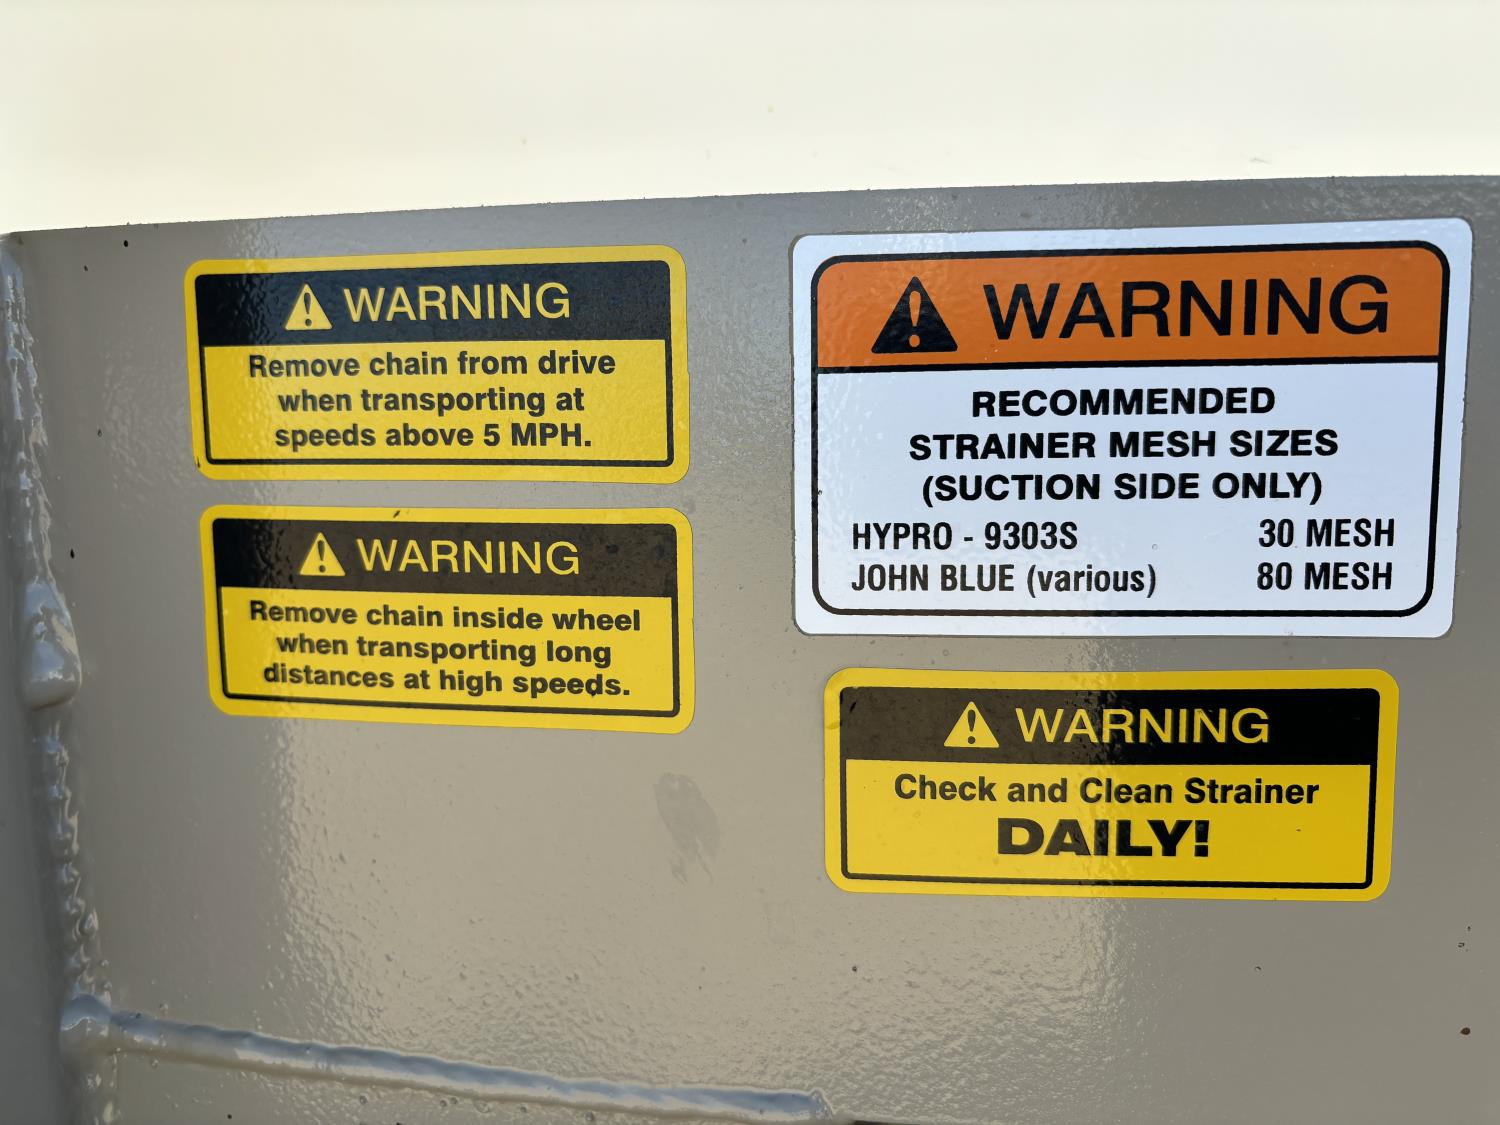 WARNING
Remove chain from drive
when transporting at
speeds above 5 MPH.
WARNING
Remove chain inside wheel
when transporting long
distances at high speeds.
WARNING
RECOMMENDED
STRAINER MESH SIZES
(SUCTION SIDE ONLY)
HYPRO - 9303S 30 MESH
JOHN BLUE (various) 80 MESH
WARNING
Check and Clean Strainer
DAILY!